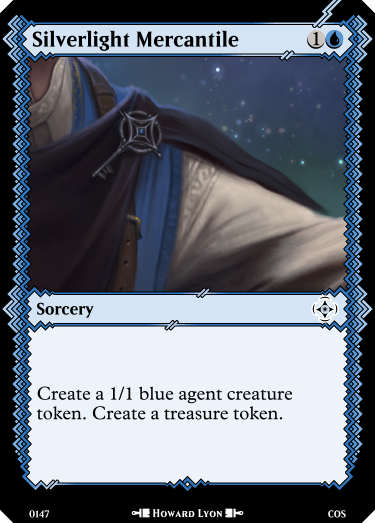 Silverlight Mercantile 1
Sorcery
Create a 1/1 blue agent creature
token. Create a treasure token.
0147 Howard Lyon COS